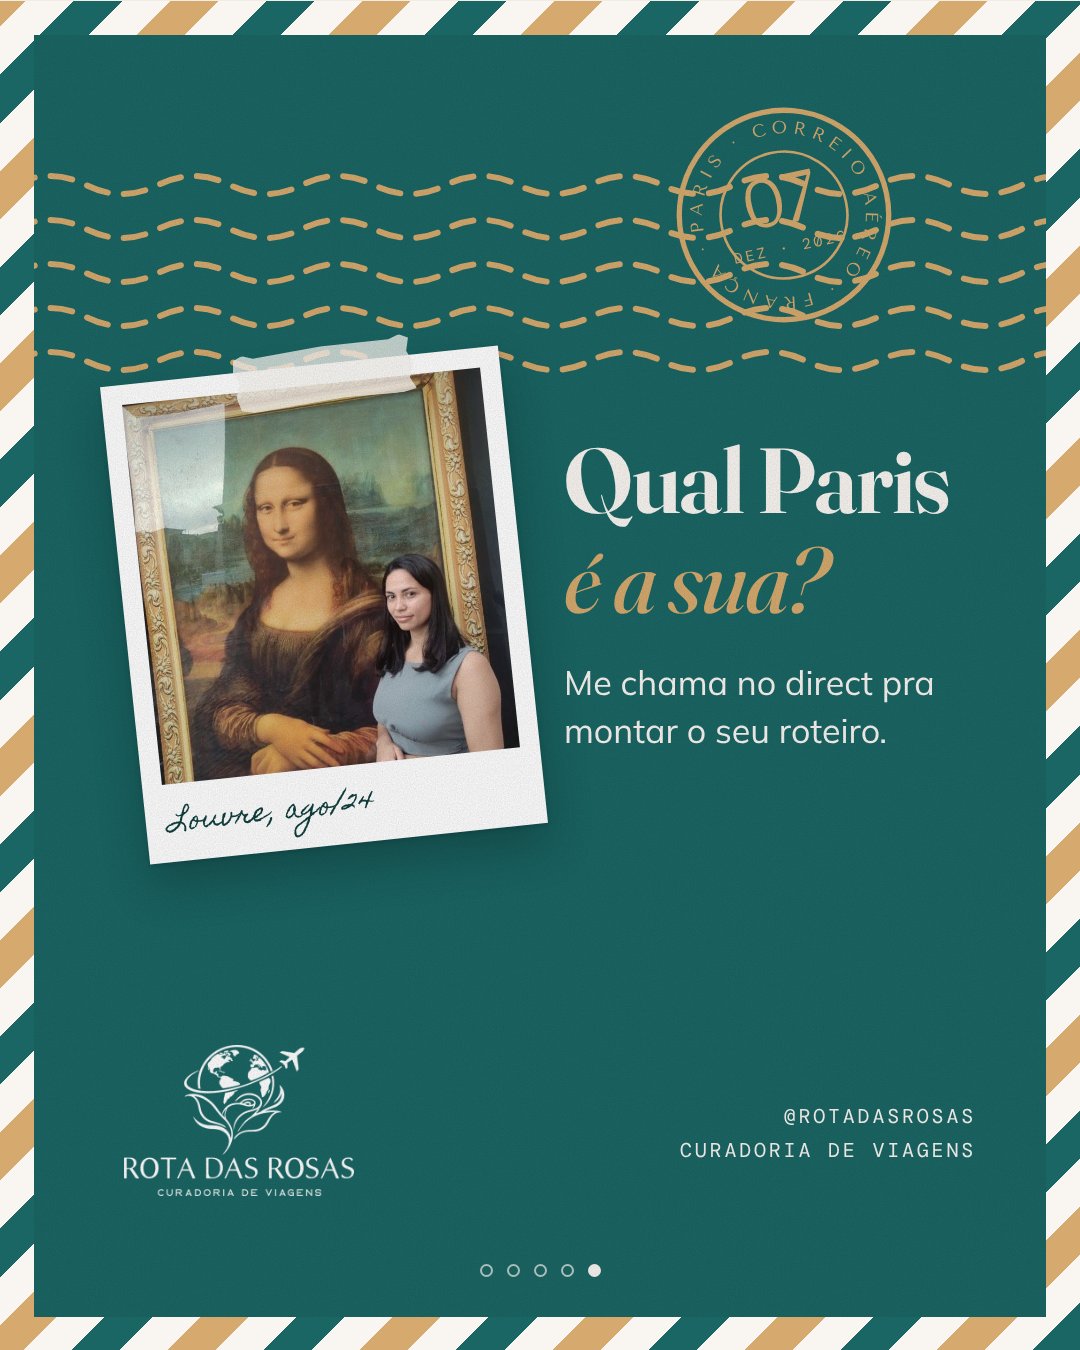 PARIS · CORREIO AÉREO · FRANÇA ·
07
DEZ ·
Qual Paris
é a sua?
Me chama no direct pra
montar o seu roteiro.
Louvre, ago/24
ROTA DAS ROSAS
CURADORIA DE VIAGENS
@ROTADASROSAS
CURADORIA DE VIAGENS